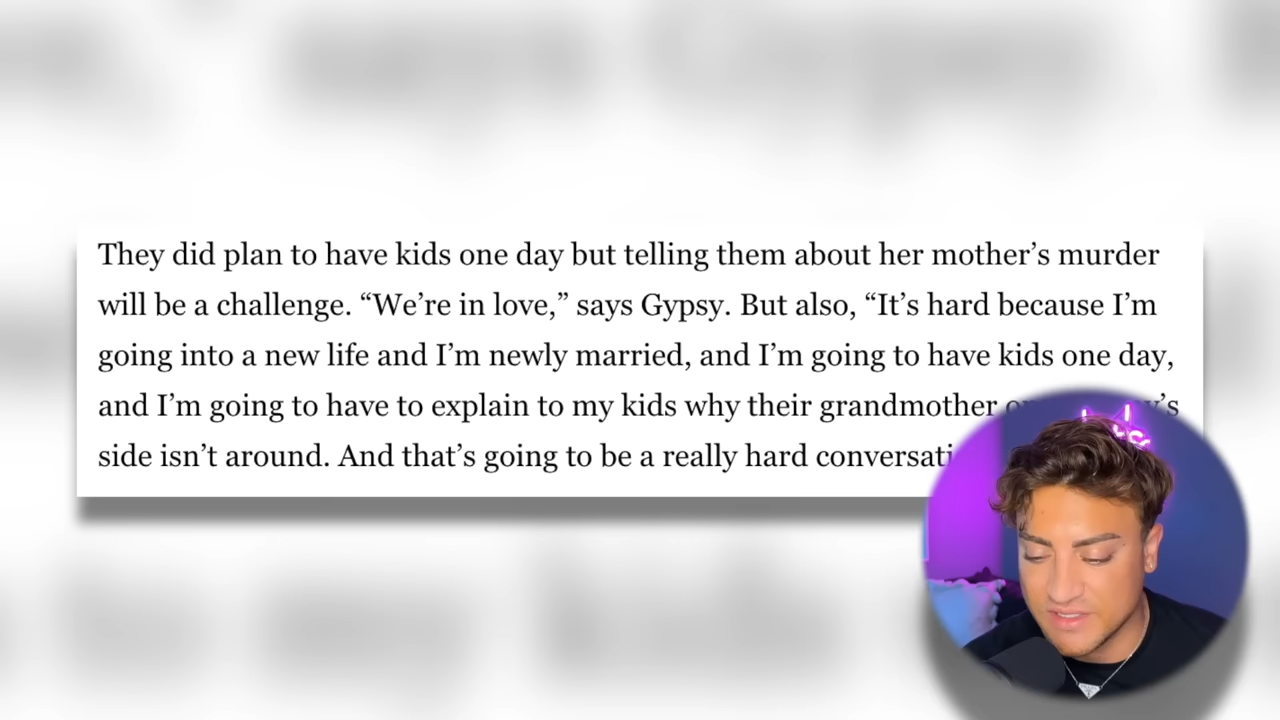 They did plan to have kids one day but telling them about her mother’s murder
will be a challenge. “We’re in love,” says Gypsy. But also, “It’s hard because I’m
going into a new life and I’m newly married, and I’m going to have kids one day,
and I’m going to have to explain to my kids why their grandmother
side isn’t around. And that’s going to be a really hard